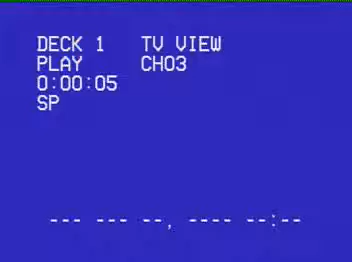 DECK 1 TV VIEW
PLAY CH03
0:00:05
SP
--- --- --, ---- --:--